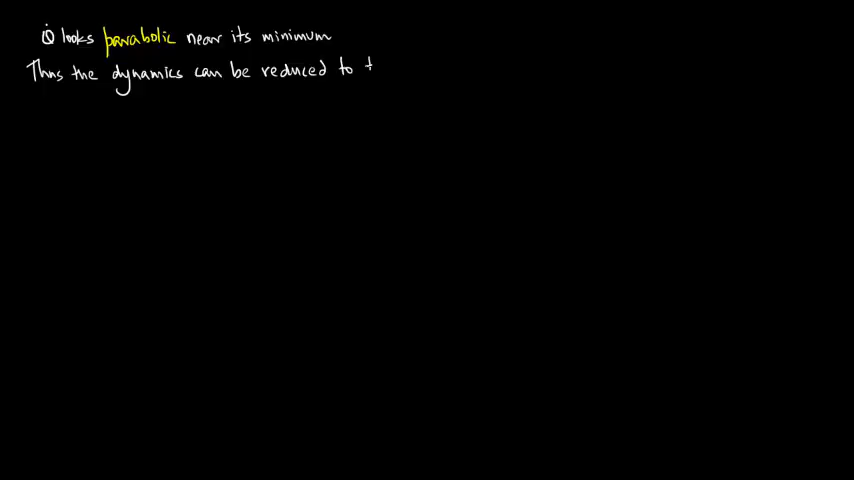 θ̇ looks parabolic near its minimum
Thus the dynamics can be reduced to t